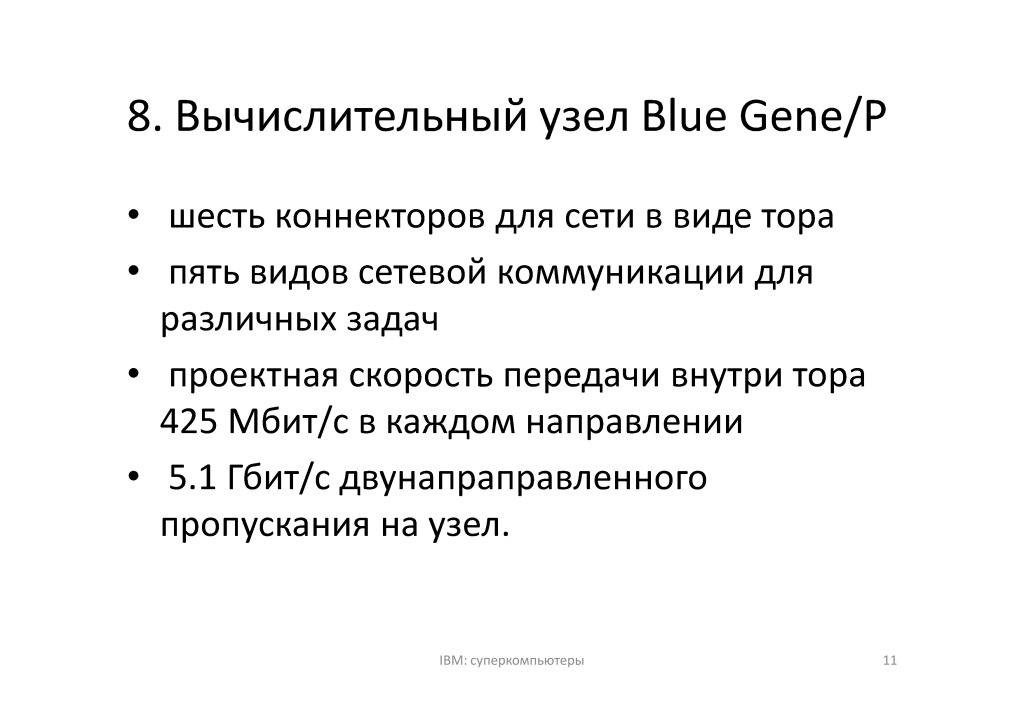 8. Вычислительный узел Blue Gene/P
• шесть коннекторов для сети в виде тора
• пять видов сетевой коммуникации для
различных задач
• проектная скорость передачи внутри тора
425 Мбит/с в каждом направлении
• 5.1 Гбит/с двунапраправленного
пропускания на узел.
IBM: суперкомпьютеры
11